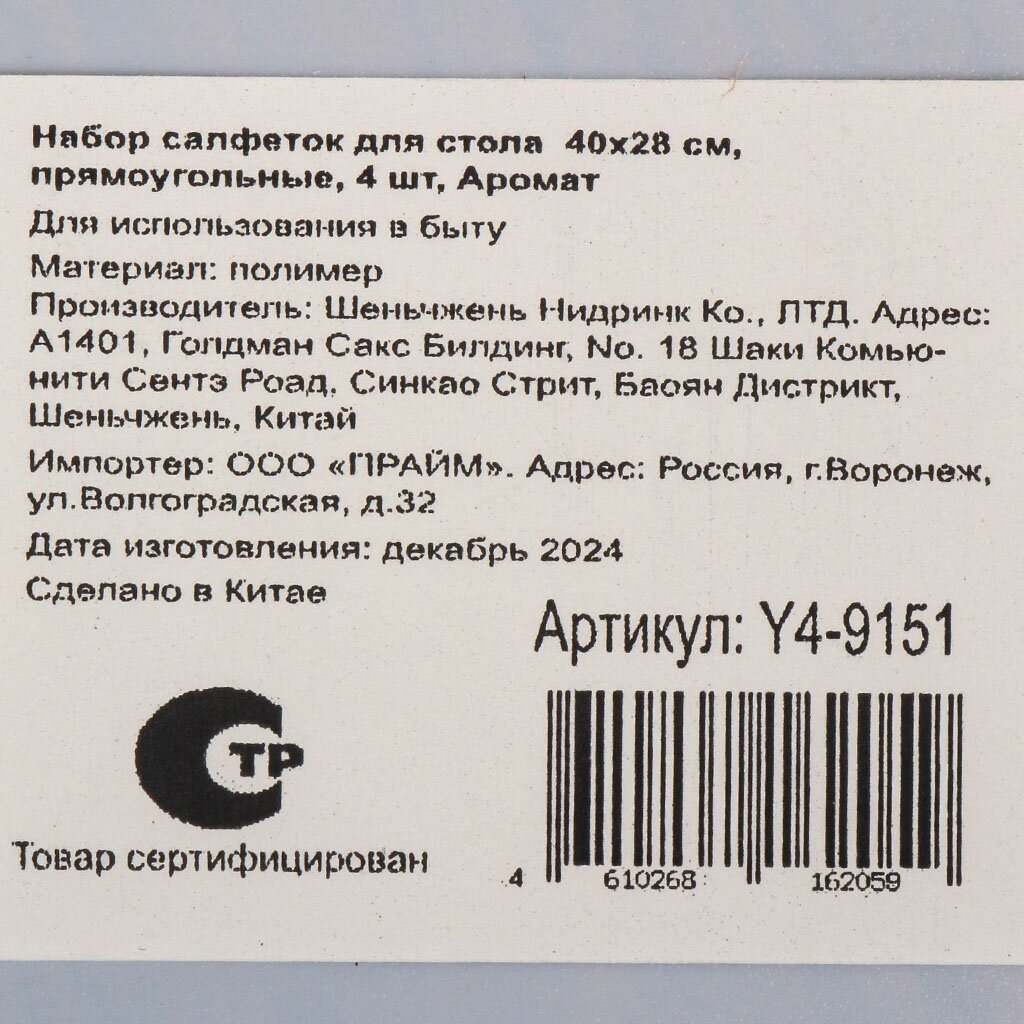 Набор салфеток для стола 40х28 см,
прямоугольные, 4 шт, Аромат
Для использования в быту
Материал: полимер
Производитель: Шеньчжень Нидринк Ко., ЛТД. Адрес:
А1401, Голдман Сакс Билдинг, No. 18 Шаки Комью-
нити Сентэ Роад, Синкао Стрит, Баоян Дистрикт,
Шеньчжень, Китай
Импортер: ООО «ПРАЙМ». Адрес: Россия, г.Воронеж,
ул.Волгоградская, д.32
Дата изготовления: декабрь 2024
Сделано в Китае
Артикул: Y4-9151
ТР
Товар сертифицирован
4 610268 162059